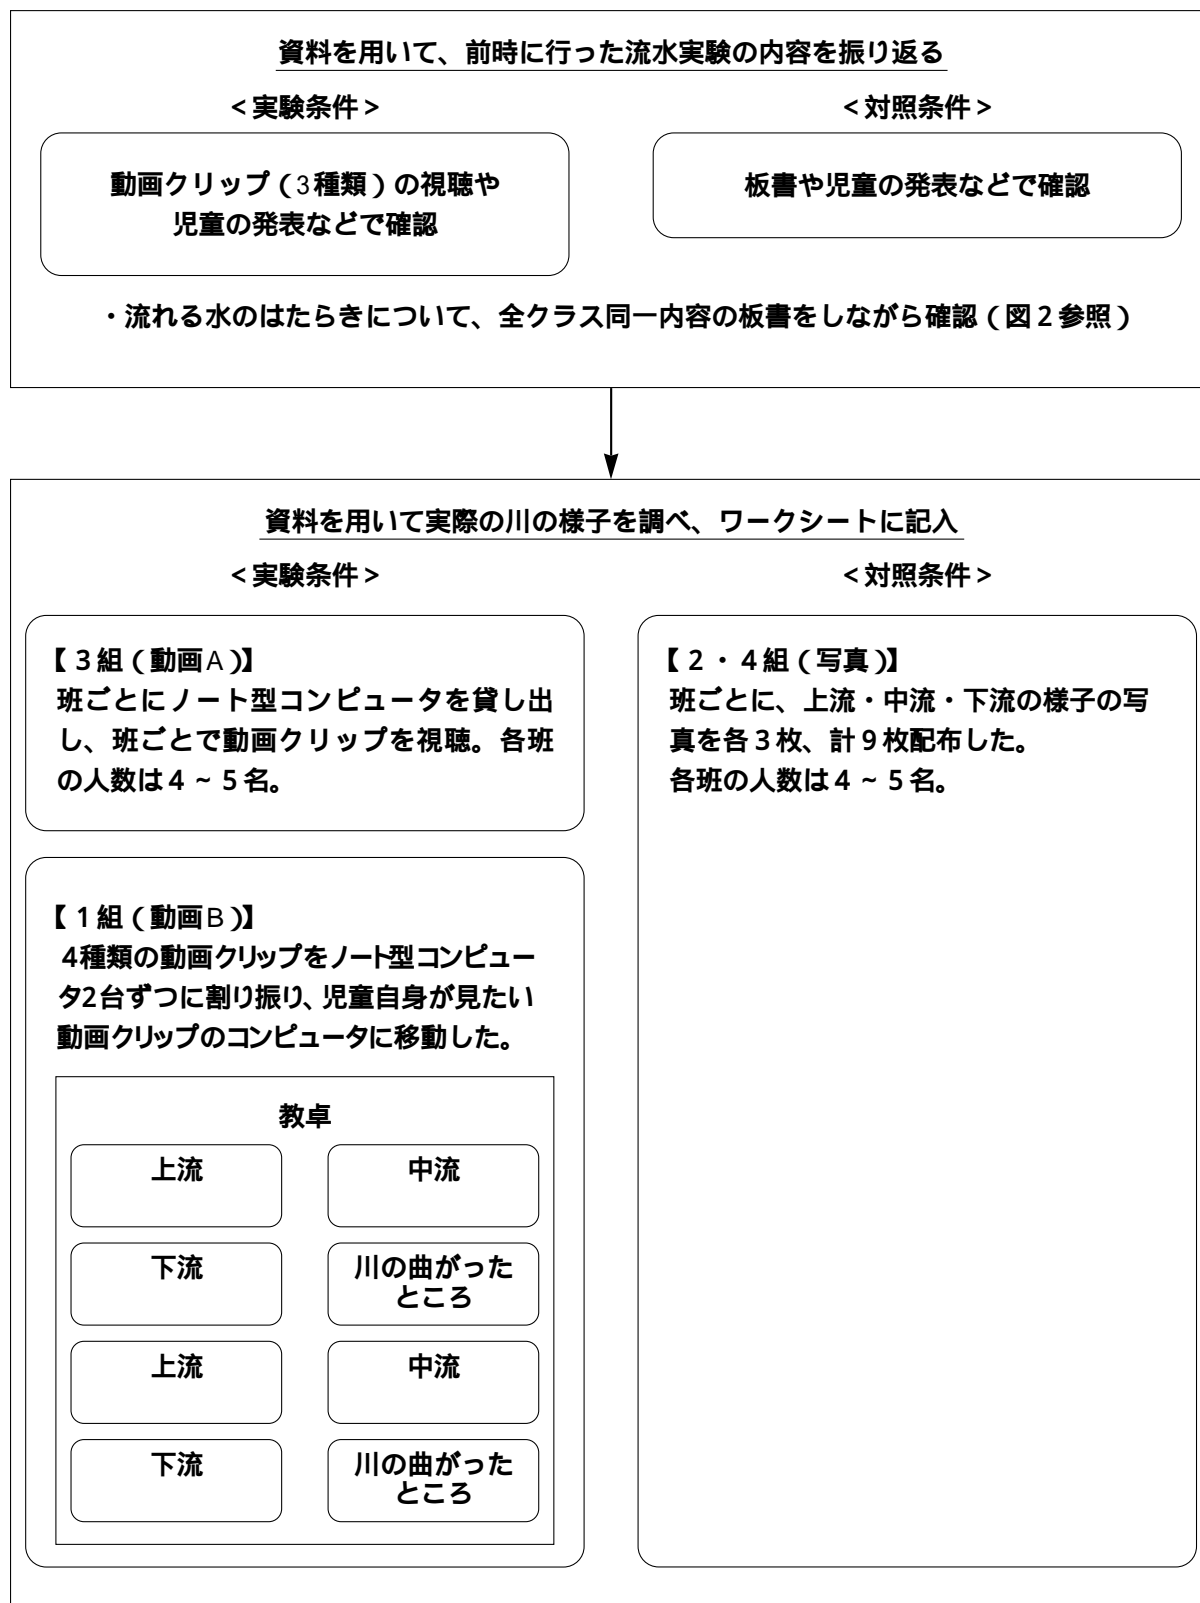 資料を用いて、前時に行った流水実験の内容を振り返る
<実験条件>
<対照条件>
動画クリップ(3種類)の視聴や
児童の発表などで確認
板書や児童の発表などで確認
・流れる水のはたらきについて、全クラス同一内容の板書をしながら確認(図2参照)
資料を用いて実際の川の様子を調べ、ワークシートに記入
<実験条件>
<対照条件>
【3組(動画A)】
班ごとにノート型コンピュータを貸し出
し、班ごとで動画クリップを視聴。各班
の人数は4~5名。
【2・4組(写真)】
班ごとに、上流・中流・下流の様子の写
真を各3枚、計9枚配布した。
各班の人数は4~5名。
【1組(動画B)】
4種類の動画クリップをノート型コンピュー
タ2台ずつに割り振り、児童自身が見たい
動画クリップのコンピュータに移動した。
教卓
上流
中流
下流
川の曲がった
ところ
上流
中流
下流
川の曲がった
ところ